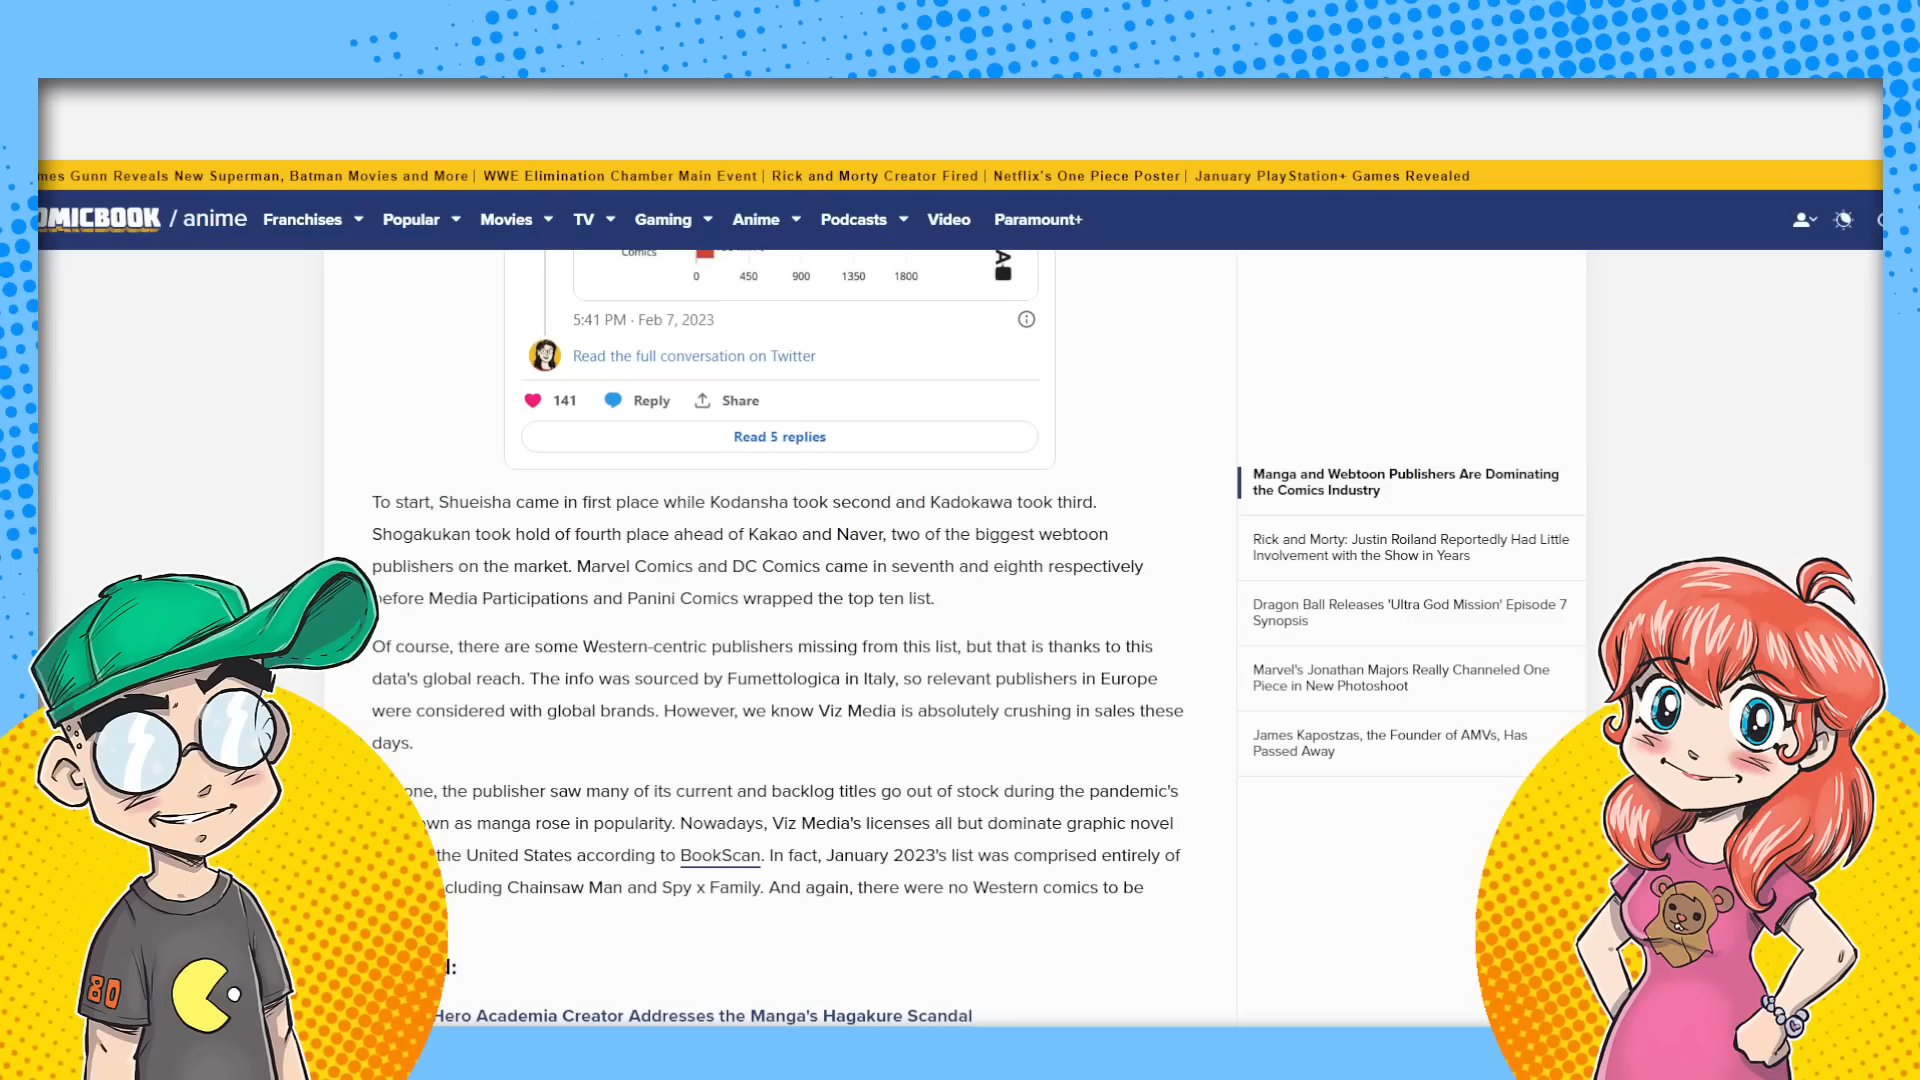 mes Gunn Reveals New Superman, Batman Movies and More | WWE Elimination Chamber Main Event | Rick and Morty Creator Fired | Netflix's One Piece Poster | January PlayStation+ Games Revealed
OMICBOOK / anime Franchises Popular Movies TV Gaming Anime Podcasts Video Paramount+
Comics
0 450 900 1350 1800
5:41 PM · Feb 7, 2023
Read the full conversation on Twitter
141 Reply Share
Read 5 replies
To start, Shueisha came in first place while Kodansha took second and Kadokawa took third.
Shogakukan took hold of fourth place ahead of Kakao and Naver, two of the biggest webtoon
publishers on the market. Marvel Comics and DC Comics came in seventh and eighth respectively
efore Media Participations and Panini Comics wrapped the top ten list.
Of course, there are some Western-centric publishers missing from this list, but that is thanks to this
data's global reach. The info was sourced by Fumettologica in Italy, so relevant publishers in Europe
were considered with global brands. However, we know Viz Media is absolutely crushing in sales these
days.
one, the publisher saw many of its current and backlog titles go out of stock during the pandemic's
wn as manga rose in popularity. Nowadays, Viz Media's licenses all but dominate graphic novel
the United States according to BookScan. In fact, January 2023's list was comprised entirely of
cluding Chainsaw Man and Spy x Family. And again, there were no Western comics to be
d:
Hero Academia Creator Addresses the Manga's Hagakure Scandal
Manga and Webtoon Publishers Are Dominating
the Comics Industry
Rick and Morty: Justin Roiland Reportedly Had Little
Involvement with the Show in Years
Dragon Ball Releases 'Ultra God Mission' Episode 7
Synopsis
Marvel's Jonathan Majors Really Channeled One
Piece in New Photoshoot
James Kapostzas, the Founder of AMVs, Has
Passed Away
80